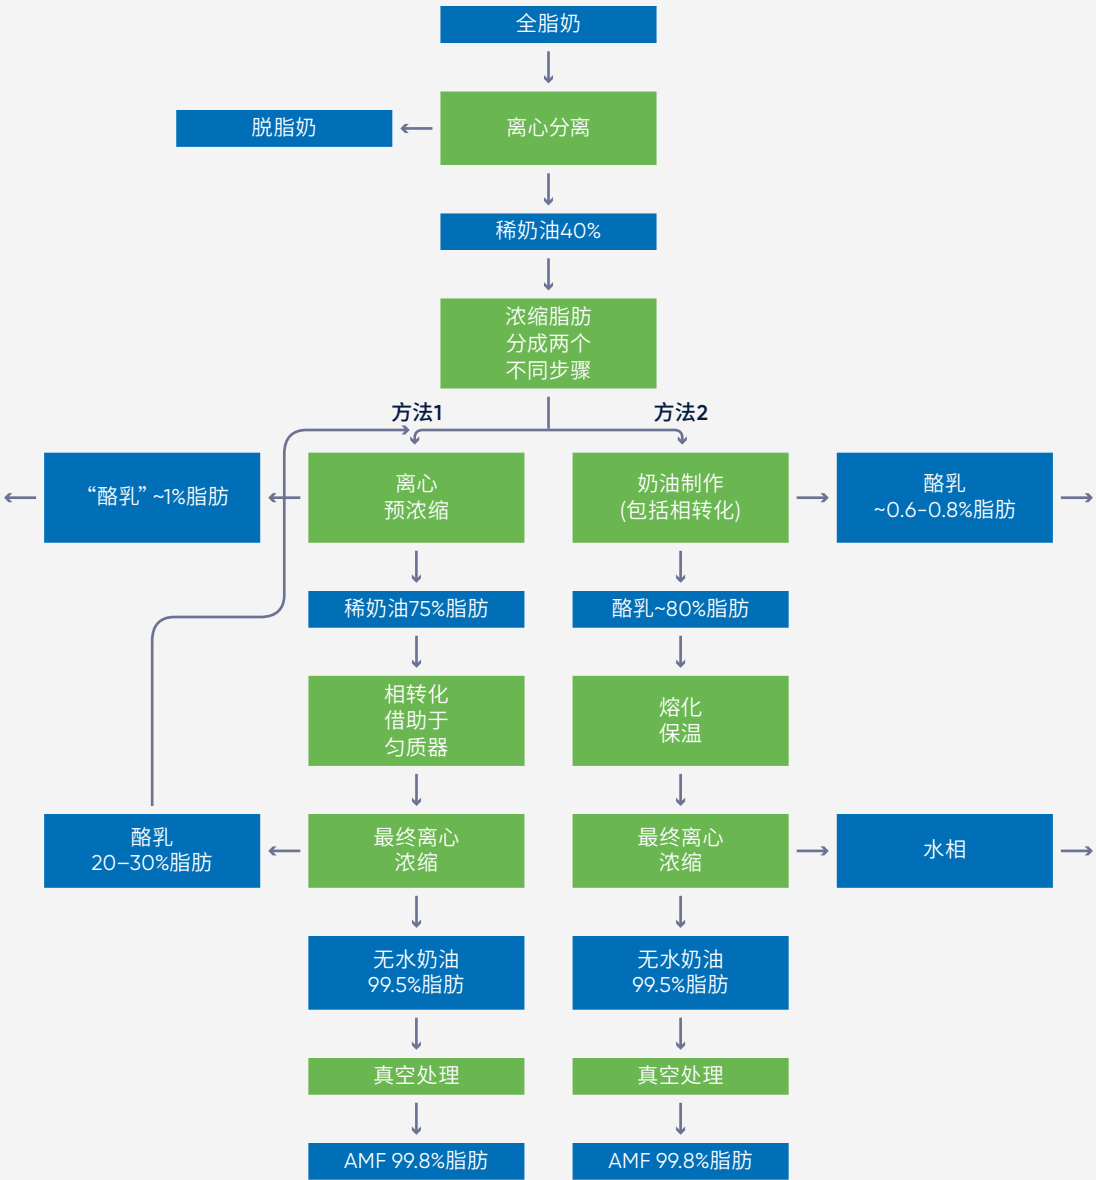 全脂奶
脱脂奶
离心分离
稀奶油40%
浓缩脂肪
分成两个
不同步骤
方法1
方法2
“酪乳” ~1%脂肪
离心
预浓缩
奶油制作
(包括相转化)
酪乳
~0.6-0.8%脂肪
稀奶油75%脂肪
酪乳~80%脂肪
相转化
借助于
匀质器
熔化
保温
酪乳
20–30%脂肪
最终离心
浓缩
最终离心
浓缩
水相
无水奶油
99.5%脂肪
无水奶油
99.5%脂肪
真空处理
真空处理
AMF 99.8%脂肪
AMF 99.8%脂肪